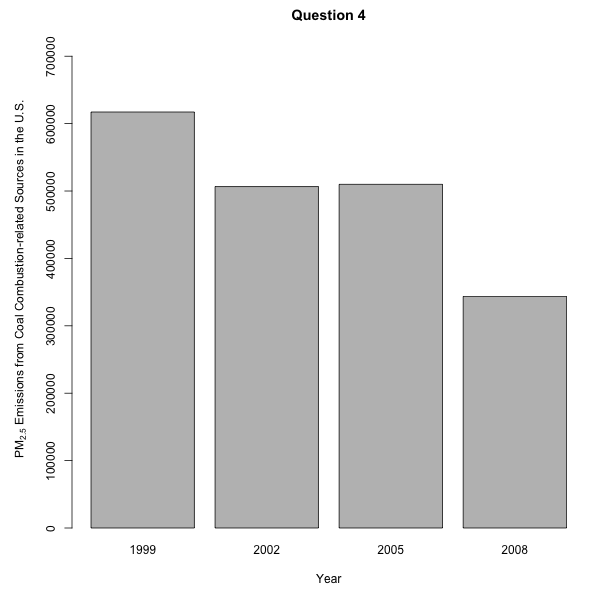 Question 4
PM2.5 Emissions from Coal Combustion-related Sources in the U.S.
700000
600000
500000
400000
300000
200000
100000
0
1999 2002 2005 2008
Year